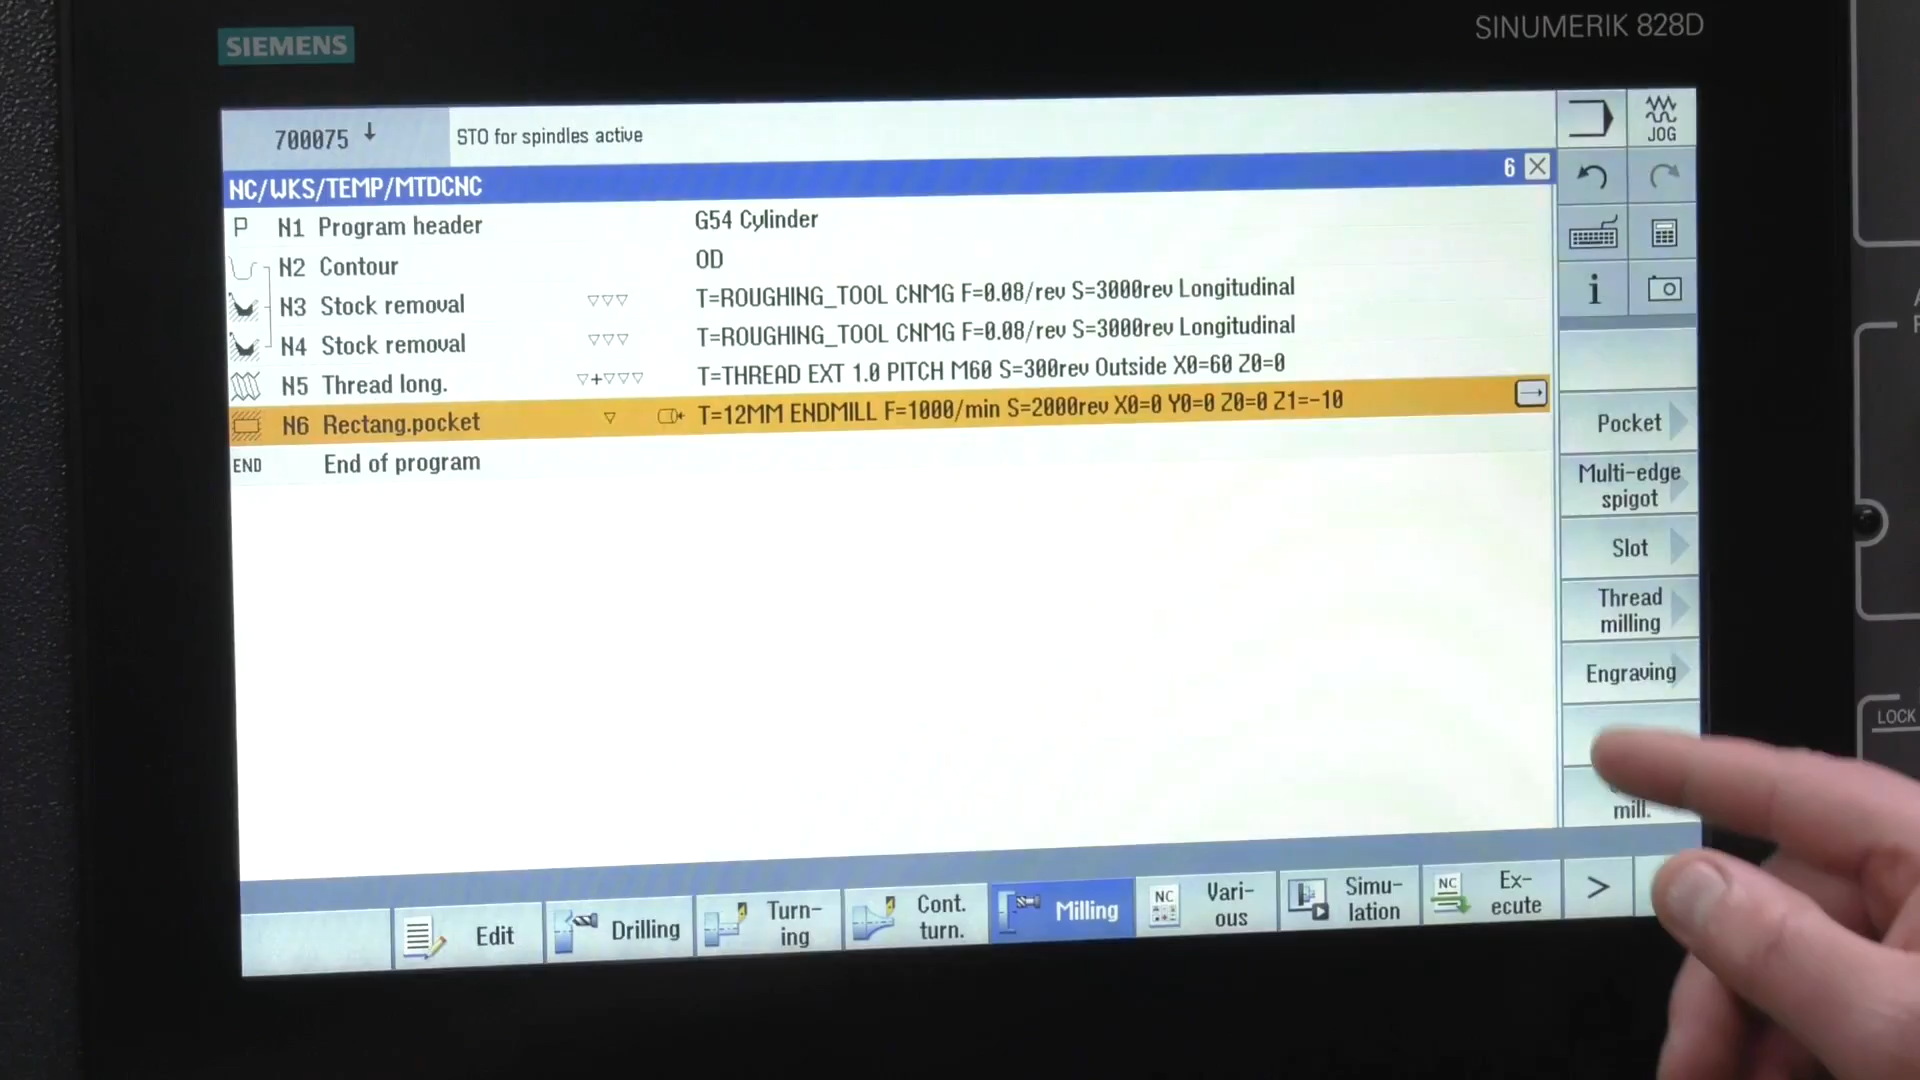 SIEMENS
SINUMERIK 828D
700075 ↓ STO for spindles active
JOG
NC/WKS/TEMP/MTDCNC 6
P N1 Program header G54 Cylinder
N2 Contour OD
N3 Stock removal ▽▽▽ T=ROUGHING_TOOL CNMG F=0.08/rev S=3000rev Longitudinal
N4 Stock removal ▽▽▽ T=ROUGHING_TOOL CNMG F=0.08/rev S=3000rev Longitudinal
N5 Thread long. ▽+▽▽▽ T=THREAD EXT 1.0 PITCH M60 S=300rev Outside X0=60 Z0=0
N6 Rectang.pocket ▽ T=12MM ENDMILL F=1000/min S=2000rev X0=0 Y0=0 Z0=0 Z1=-10
END End of program
Pocket
Multi-edge
spigot
Slot
Thread
milling
Engraving
mill.
LOCK
Edit
Drilling
Turn-
ing
Cont.
turn.
Milling
NC
Vari-
ous
Simu-
lation
NC
Ex-
ecute
>